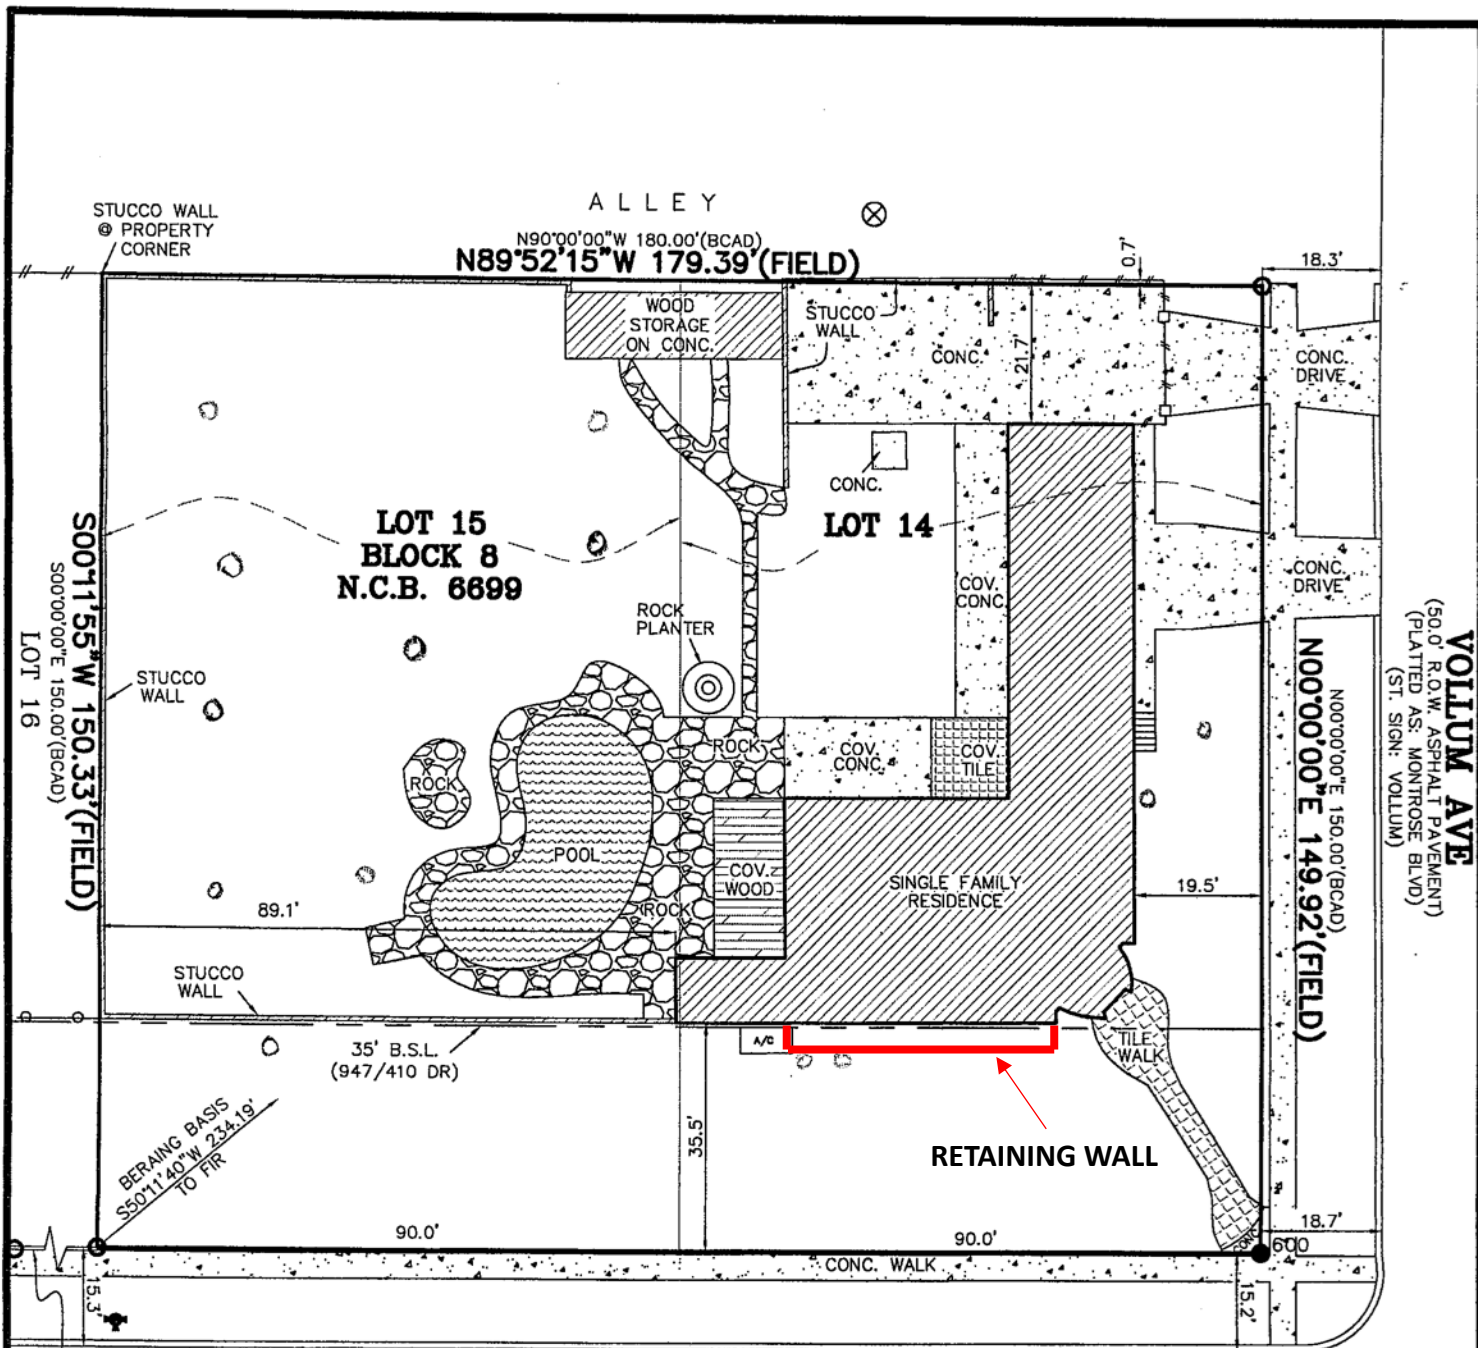 ALLEY
N90°00'00"W 180.00'(BCAD)
N89°52'15"W 179.39'(FIELD)
STUCCO WALL
@ PROPERTY
CORNER
0.7'
18.3'
WOOD
STORAGE
ON CONC.
STUCCO
WALL
CONC.
21.7'
CONC.
DRIVE
CONC.
LOT 14
LOT 15
BLOCK 8
N.C.B. 6699
COV.
CONC.
CONC.
DRIVE
ROCK
PLANTER
S00°11'55"W 150.33'(FIELD)
S00°00'00"E 150.00'(BCAD)
LOT 16
STUCCO
WALL
VOLLUM AVE
(50.0' R.O.W. ASPHALT PAVEMENT)
(PLATTED AS: MONTROSE BLVD)
(ST. SIGN: VOLLUM)
N00°00'00"E 150.00'(BCAD)
N00°00'00"E 149.92'(FIELD)
ROCK
COV.
CONC.
COV.
TILE
ROCK
POOL
COV.
WOOD
SINGLE FAMILY
RESIDENCE
19.5'
89.1'
ROCK
STUCCO
WALL
35' B.S.L.
(947/410 DR)
A/C
TILE
WALK
BERAING BASIS
S50°11'40"W 234.19'
TO FIR
35.5'
RETAINING WALL
90.0'
90.0'
CONC.
18.7'
600
CONC. WALK
15.3'
15.2'